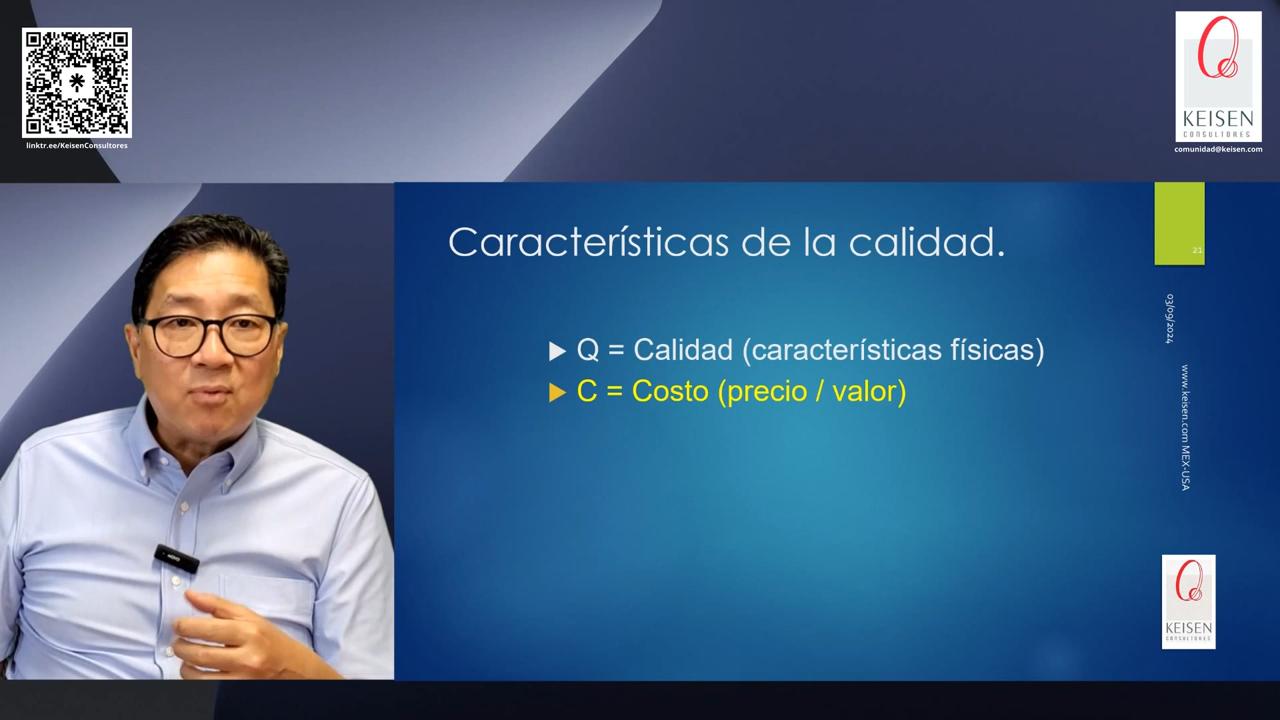 linktr.ee/KeisenConsultores
KEISEN
CONSULTORES
comunidad@keisen.com
Características de la calidad.
21
Q = Calidad (características físicas)
C = Costo (precio / valor)
03/09/2024
www.keisen.com MEX-USA
KEISEN
CONSULTORES